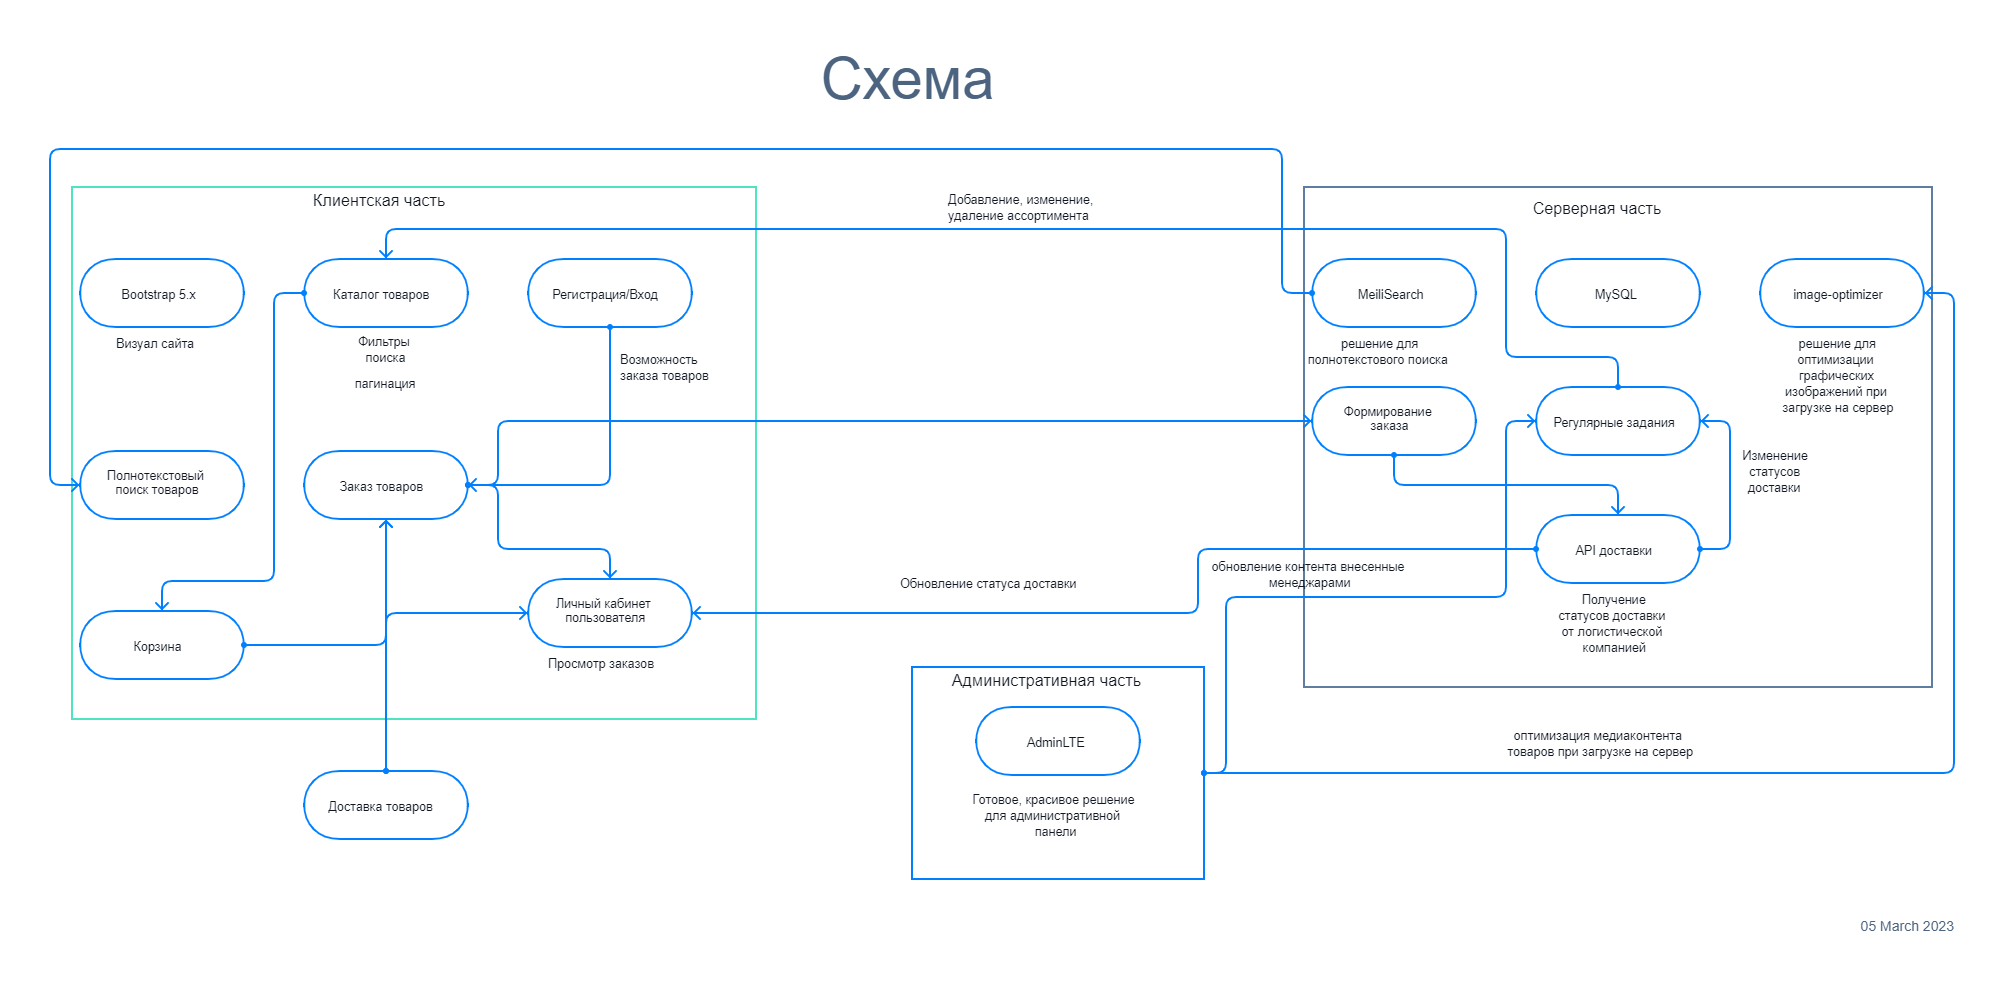 Схема
Клиентская часть
Bootstrap 5.x
Визуал сайта
Каталог товаров
Фильтры
поиска
пагинация
Регистрация/Вход
Возможность
заказа товаров
Полнотекстовый
поиск товаров
Заказ товаров
Корзина
Личный кабинет
пользователя
Просмотр заказов
Доставка товаров
Добавление, изменение,
удаление ассортимента
Обновление статуса доставки
Серверная часть
MeiliSearch
решение для
полнотекстового поиска
MySQL
image-optimizer
решение для
оптимизации
графических
изображений при
загрузке на сервер
Формирование
заказа
Регулярные задания
Изменение
статусов
доставки
API доставки
Получение
статусов доставки
от логистической
компанией
обновление контента внесенные
менеджарами
Административная часть
AdminLTE
Готовое, красивое решение
для административной
панели
оптимизация медиаконтента
товаров при загрузке на сервер
05 March 2023